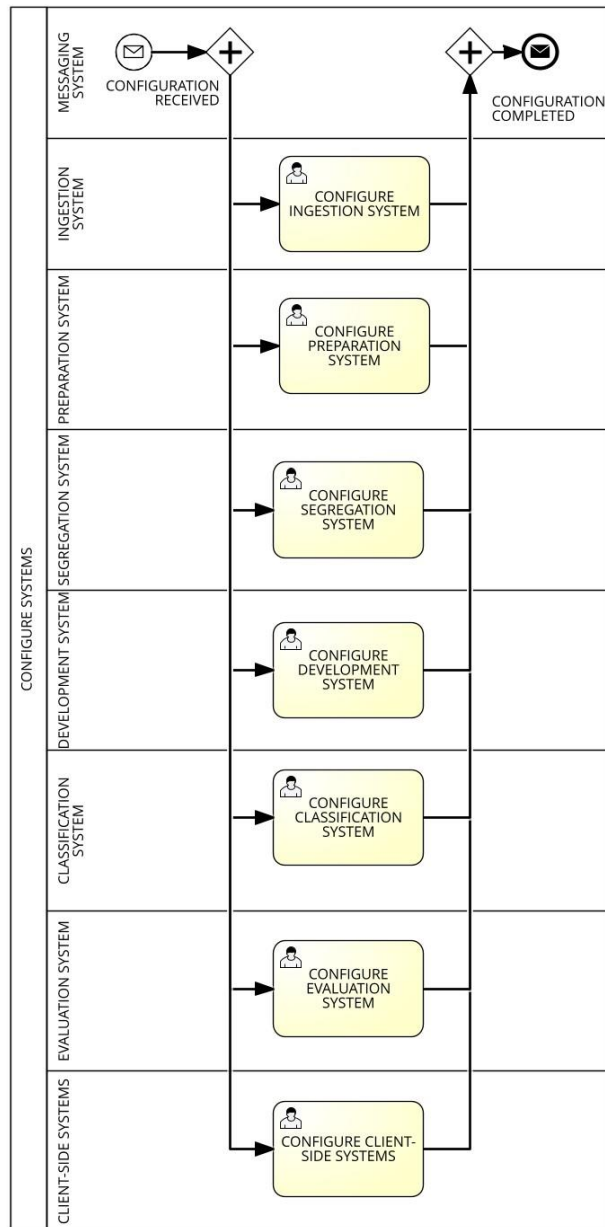 CONFIGURE SYSTEMS
MESSAGING
SYSTEM
CONFIGURATION
RECEIVED
CONFIGURATION
COMPLETED
INGESTION
SYSTEM
CONFIGURE
INGESTION SYSTEM
PREPARATION SYSTEM
CONFIGURE
PREPARATION
SYSTEM
SEGREGATION SYSTEM
CONFIGURE
SEGREGATION
SYSTEM
DEVELOPMENT SYSTEM
CONFIGURE
DEVELOPMENT
SYSTEM
CLASSIFICATION
SYSTEM
CONFIGURE
CLASSIFICATION
SYSTEM
EVALUATION SYSTEM
CONFIGURE
EVALUATION
SYSTEM
CLIENT-SIDE SYSTEMS
CONFIGURE CLIENT-
SIDE SYSTEMS